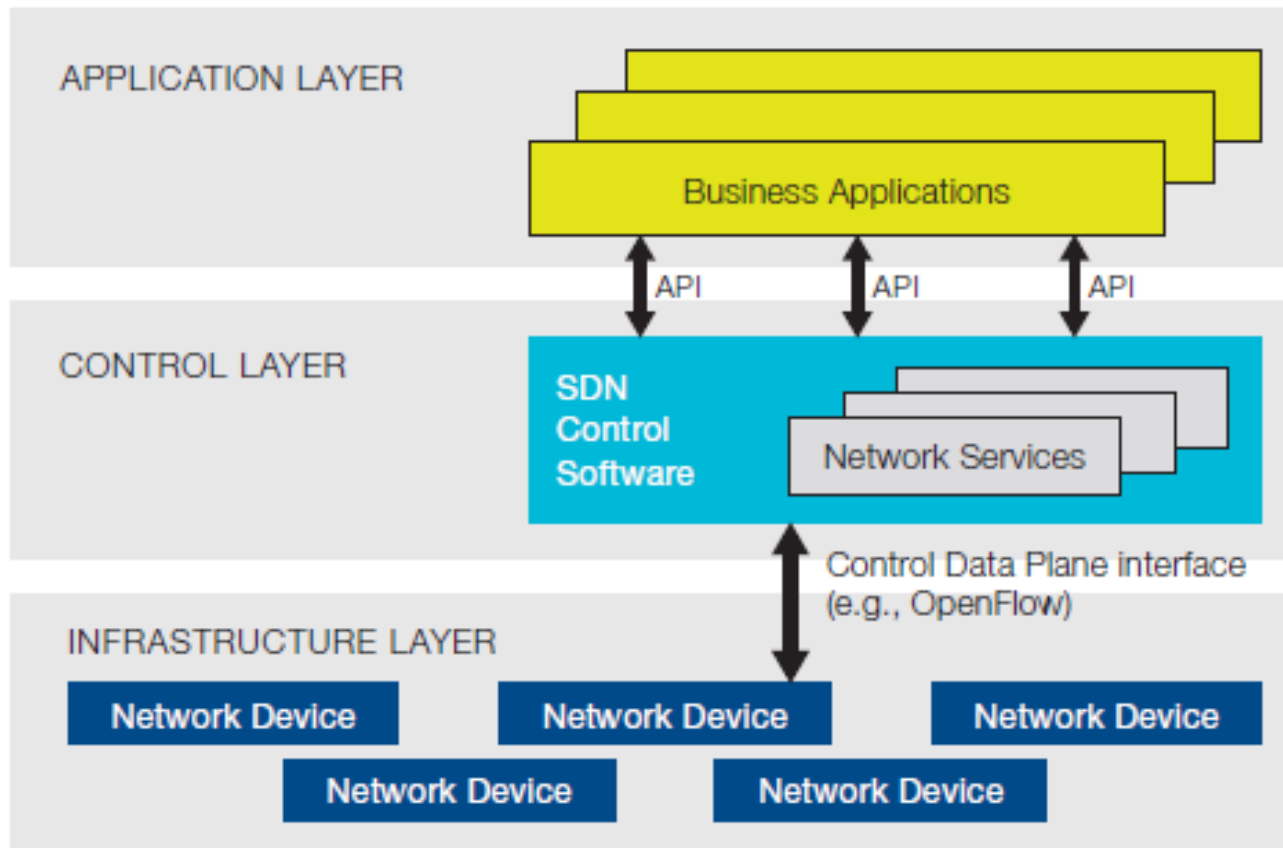 APPLICATION LAYER
Business Applications
API
API
API
CONTROL LAYER
SDN
Control
Software
Network Services
Control Data Plane interface
(e.g., OpenFlow)
INFRASTRUCTURE LAYER
Network Device
Network Device
Network Device
Network Device
Network Device